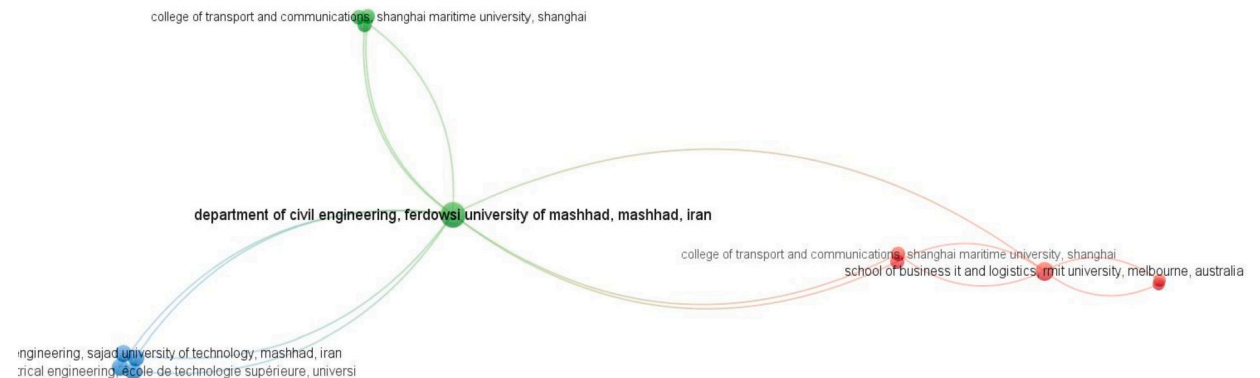 college of transport and communications, shanghai maritime university, shanghai
department of civil engineering, ferdowsi university of mashhad, mashhad, iran
college of transport and communications, shanghai maritime university, shanghai
school of business it and logistics, rmit university, melbourne, australia
ngineering, sajad university of technology, mashhad, iran
trical engineering, école de technologie supérieure, universi